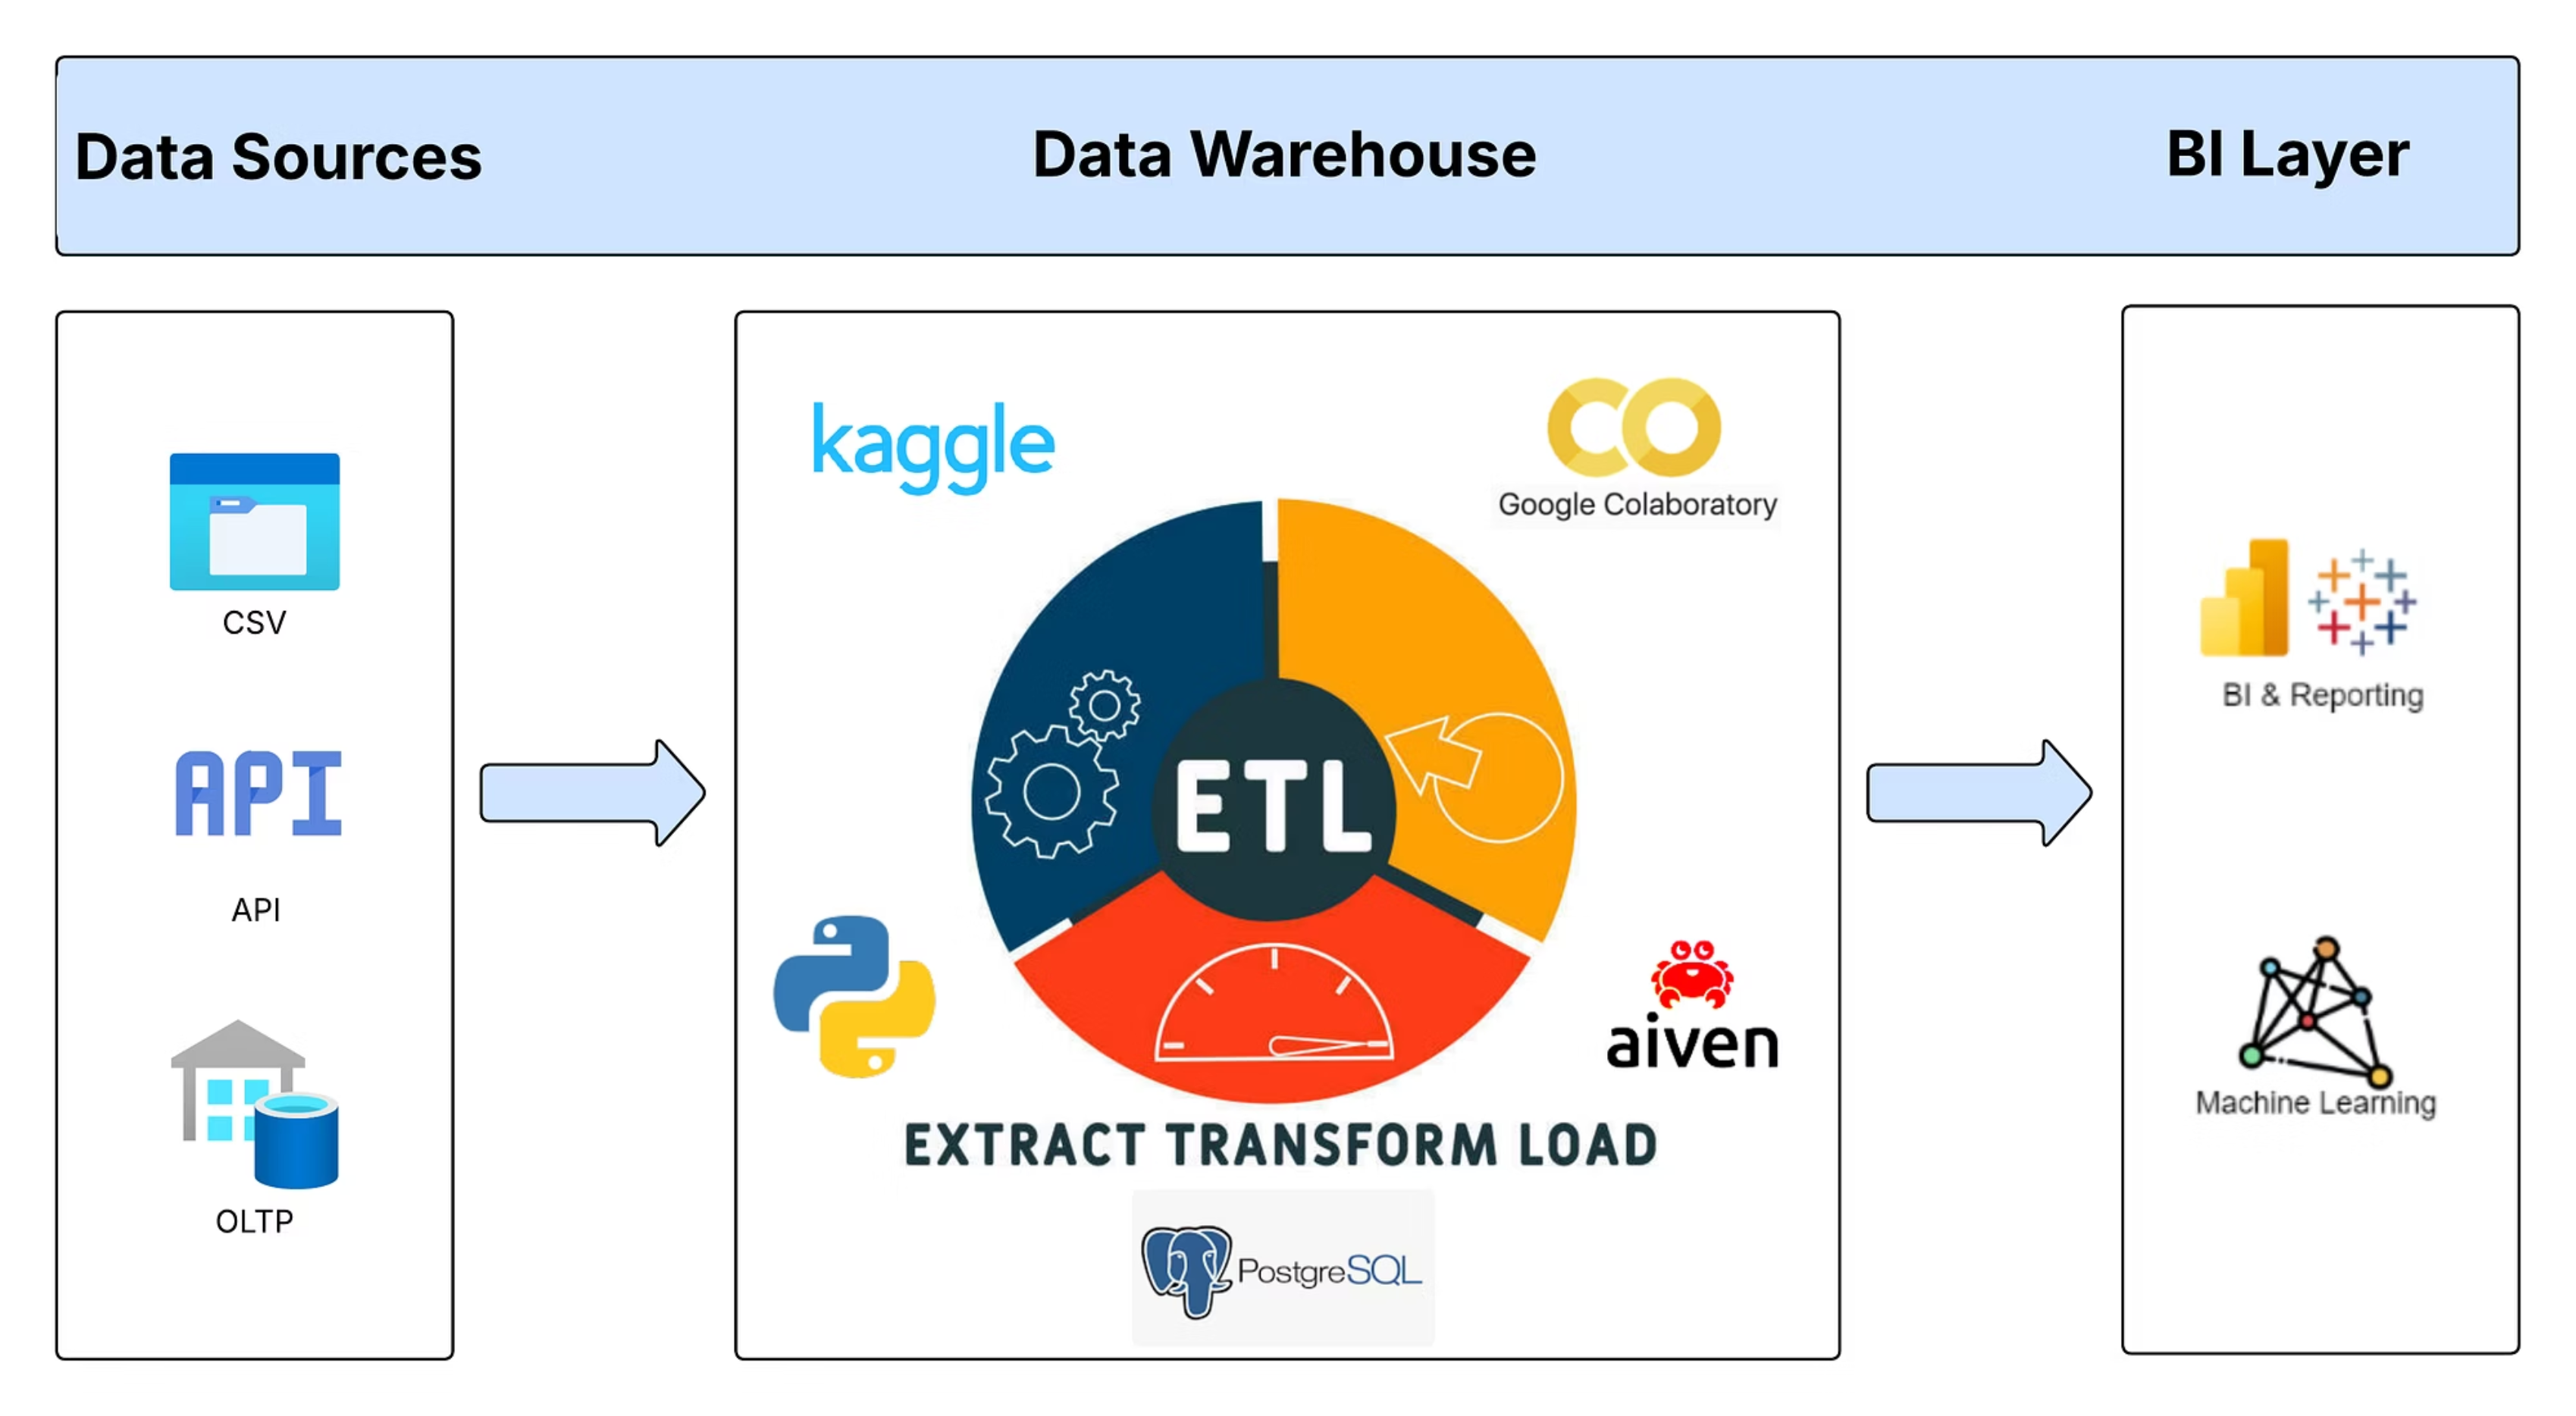 Data Sources
Data Warehouse
BI Layer
CSV
API
API
OLTP
kaggle
CO
Google Colaboratory
ETL
aiven
EXTRACT TRANSFORM LOAD
PostgreSQL
BI & Reporting
Machine Learning